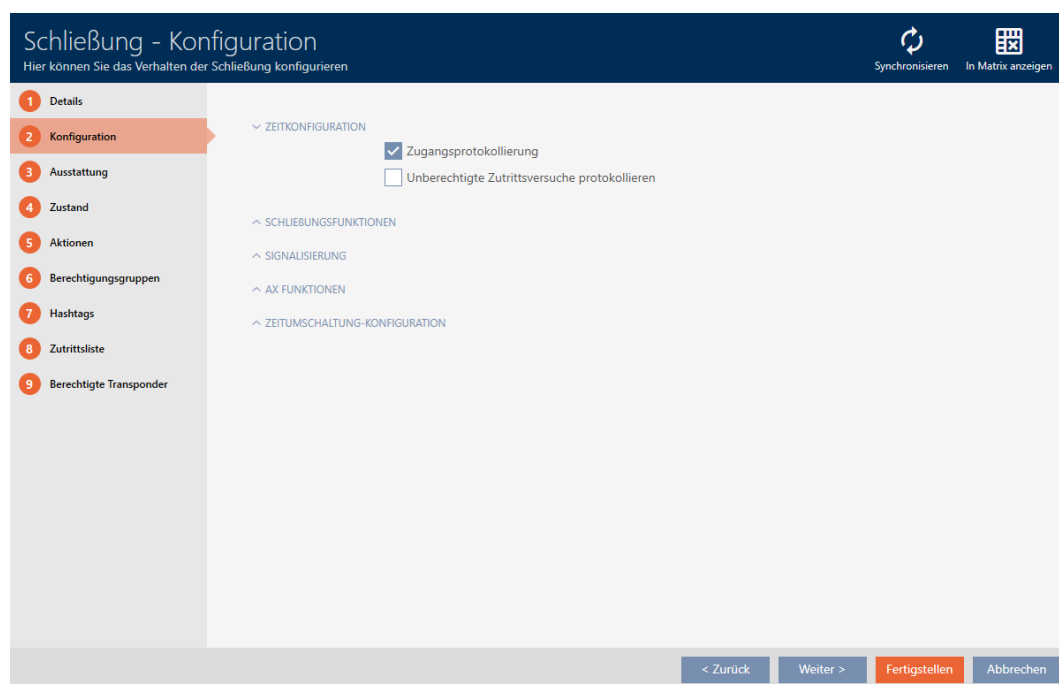 Schließung - Konfiguration
Hier können Sie das Verhalten der Schließung konfigurieren
Synchronisieren
In Matrix anzeigen
1 Details
2 Konfiguration
3 Ausstattung
4 Zustand
5 Aktionen
6 Berechtigungsgruppen
7 Hashtags
8 Zutrittsliste
9 Berechtigte Transponder
ZEITKONFIGURATION
Zugangsprotokollierung
Unberechtigte Zutrittsversuche protokollieren
SCHLIEßUNGSFUNKTIONEN
SIGNALISIERUNG
AX FUNKTIONEN
ZEITUMSCHALTUNG-KONFIGURATION
< Zurück
Weiter >
Fertigstellen
Abbrechen